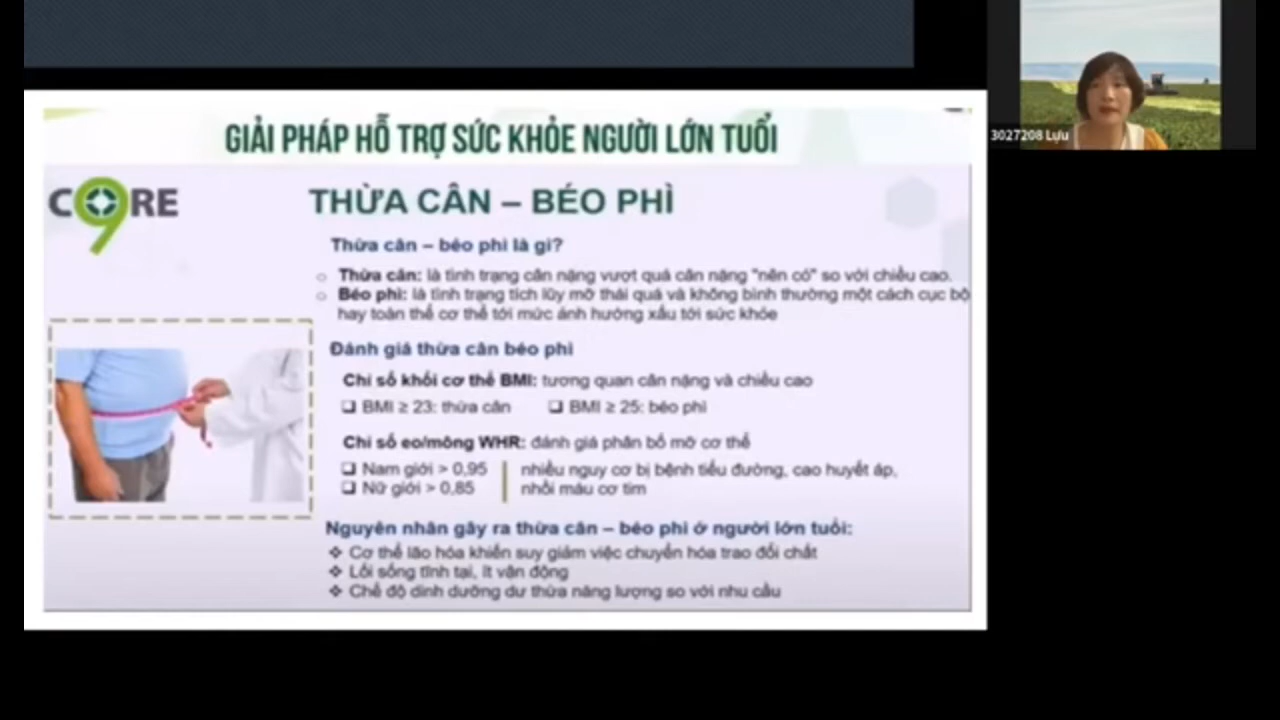 GIẢI PHÁP HỖ TRỢ SỨC KHỎE NGƯỜI LỚN TUỔI
C9RE
THỪA CÂN – BÉO PHÌ
Thừa cân – béo phì là gì?
Thừa cân: là tình trạng cân nặng vượt quá cân nặng "nên có" so với chiều cao.
Béo phì: là tình trạng tích lũy mỡ thái quá và không bình thường một cách cục bộ
hay toàn thể cơ thể tới mức ảnh hưởng xấu tới sức khỏe
Đánh giá thừa cân béo phì
Chỉ số khối cơ thể BMI: tương quan cân nặng và chiều cao
❑ BMI ≥ 23: thừa cân ❑ BMI ≥ 25: béo phì
Chỉ số eo/mông WHR: đánh giá phân bố mỡ cơ thể
❑ Nam giới > 0,95 nhiều nguy cơ bị bệnh tiểu đường, cao huyết áp,
❑ Nữ giới > 0,85 nhồi máu cơ tim
Nguyên nhân gây ra thừa cân – béo phì ở người lớn tuổi:
❖ Cơ thể lão hóa khiến suy giảm việc chuyển hóa trao đổi chất
❖ Lối sống tĩnh tại, ít vận động
❖ Chế độ dinh dưỡng dư thừa năng lượng so với nhu cầu
3027208 Lựu